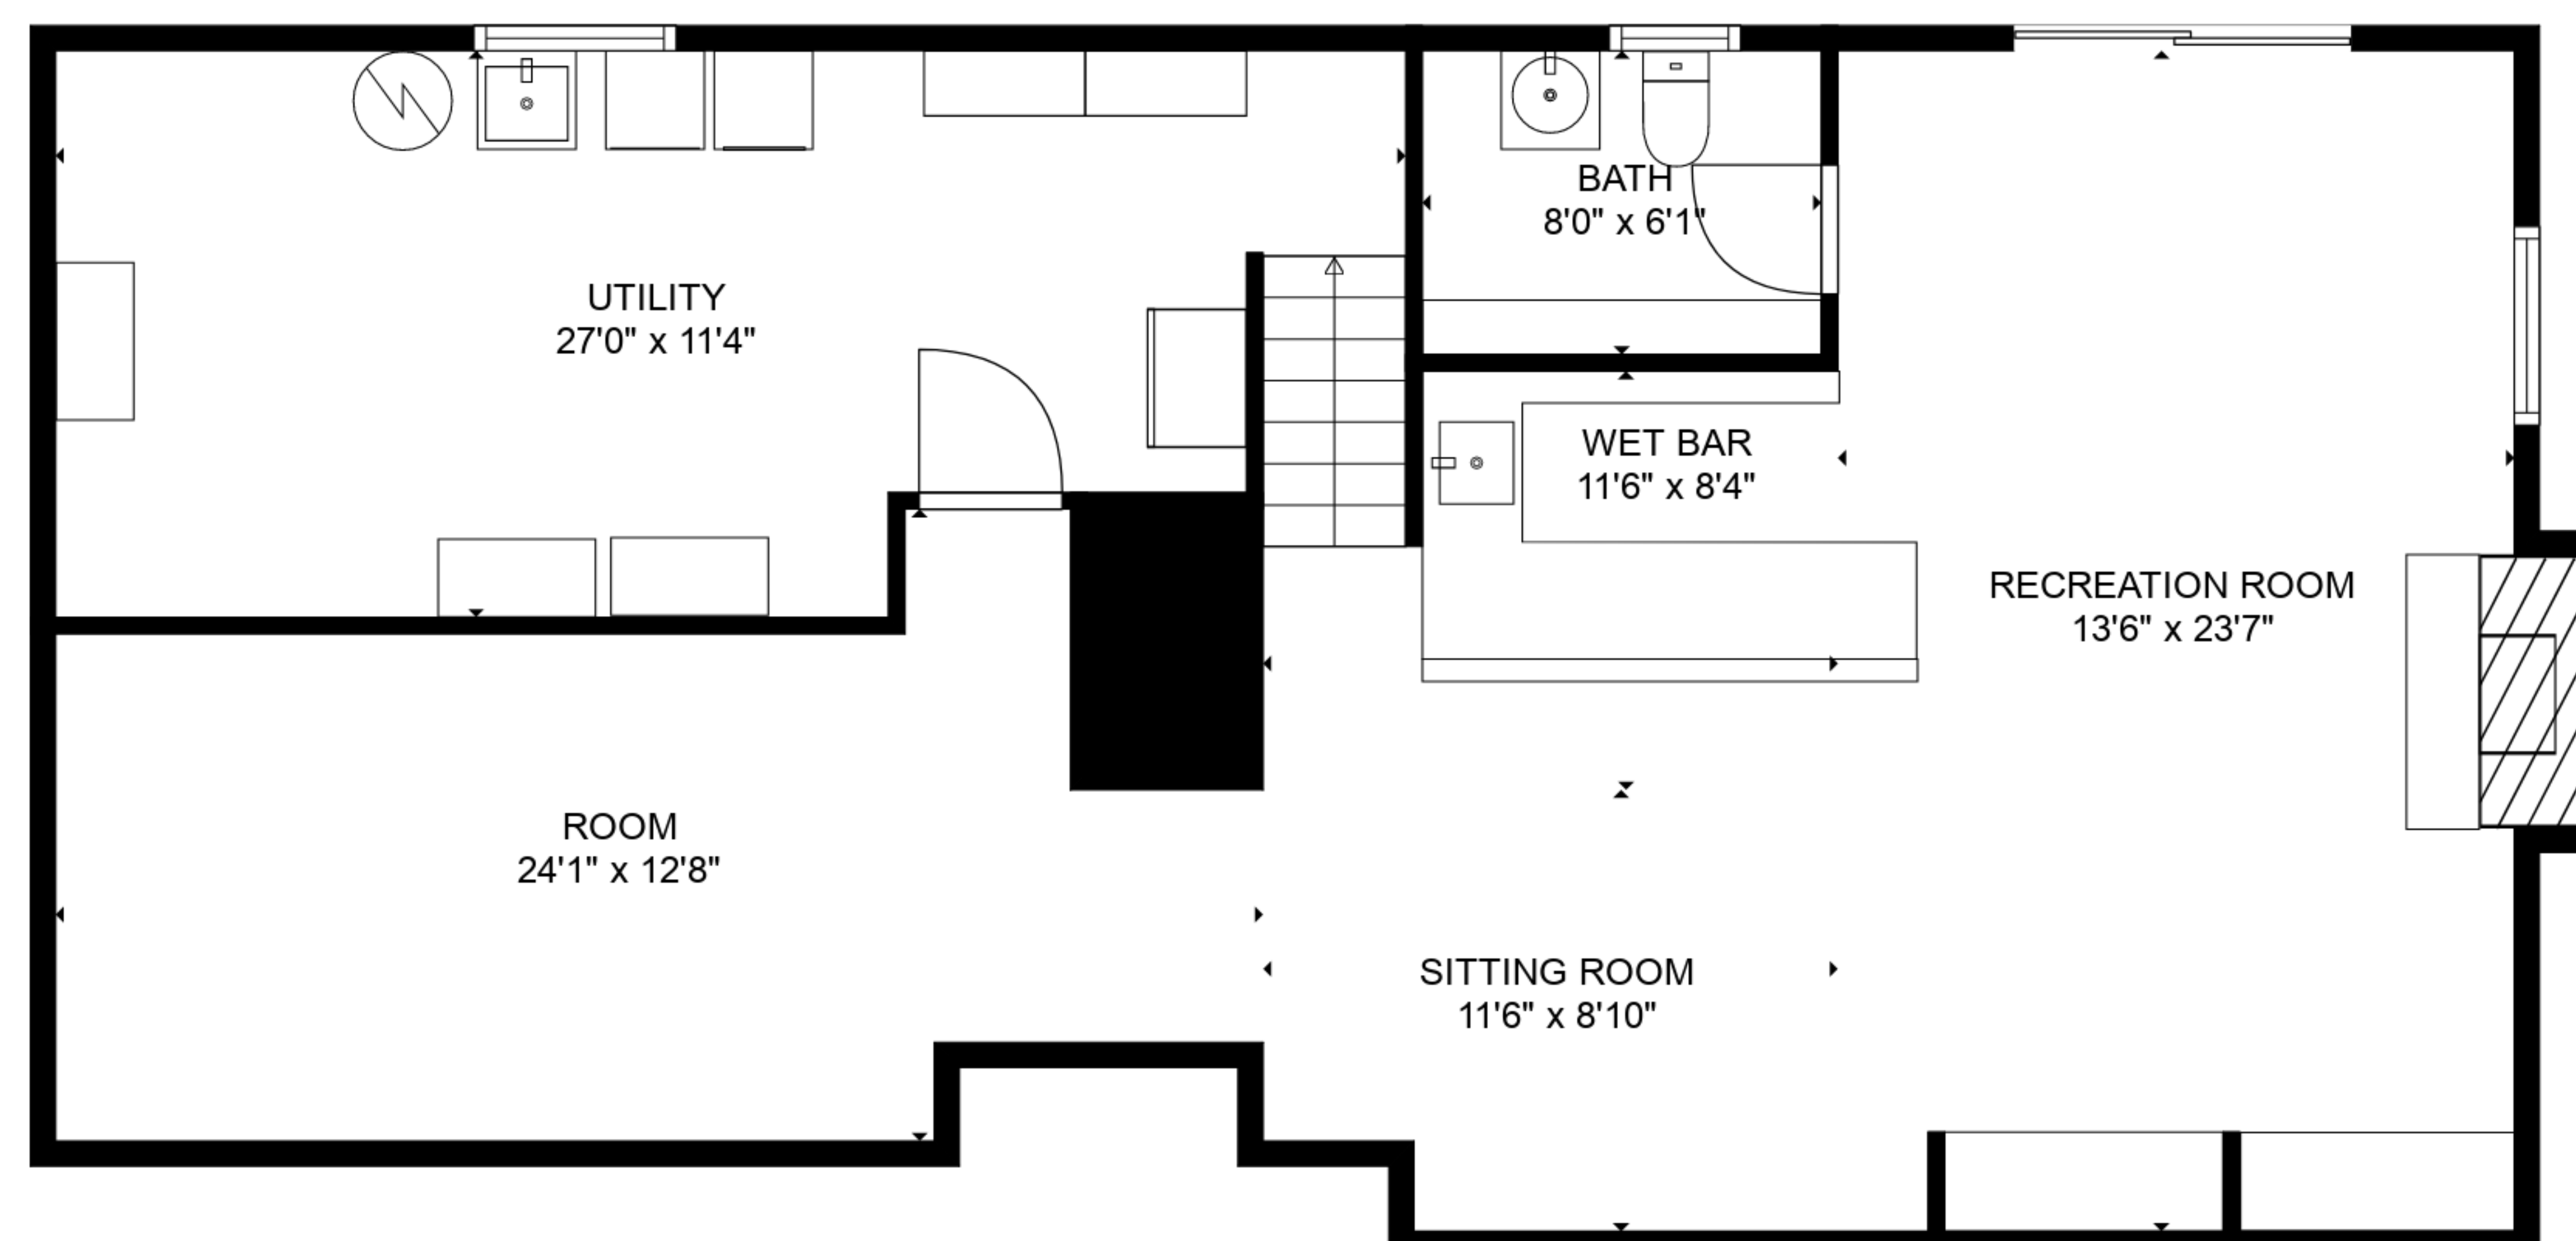 BATH
8'0" x 6'1"
UTILITY
27'0" x 11'4"
WET BAR
11'6" x 8'4"
RECREATION ROOM
13'6" x 23'7"
ROOM
24'1" x 12'8"
SITTING ROOM
11'6" x 8'10"